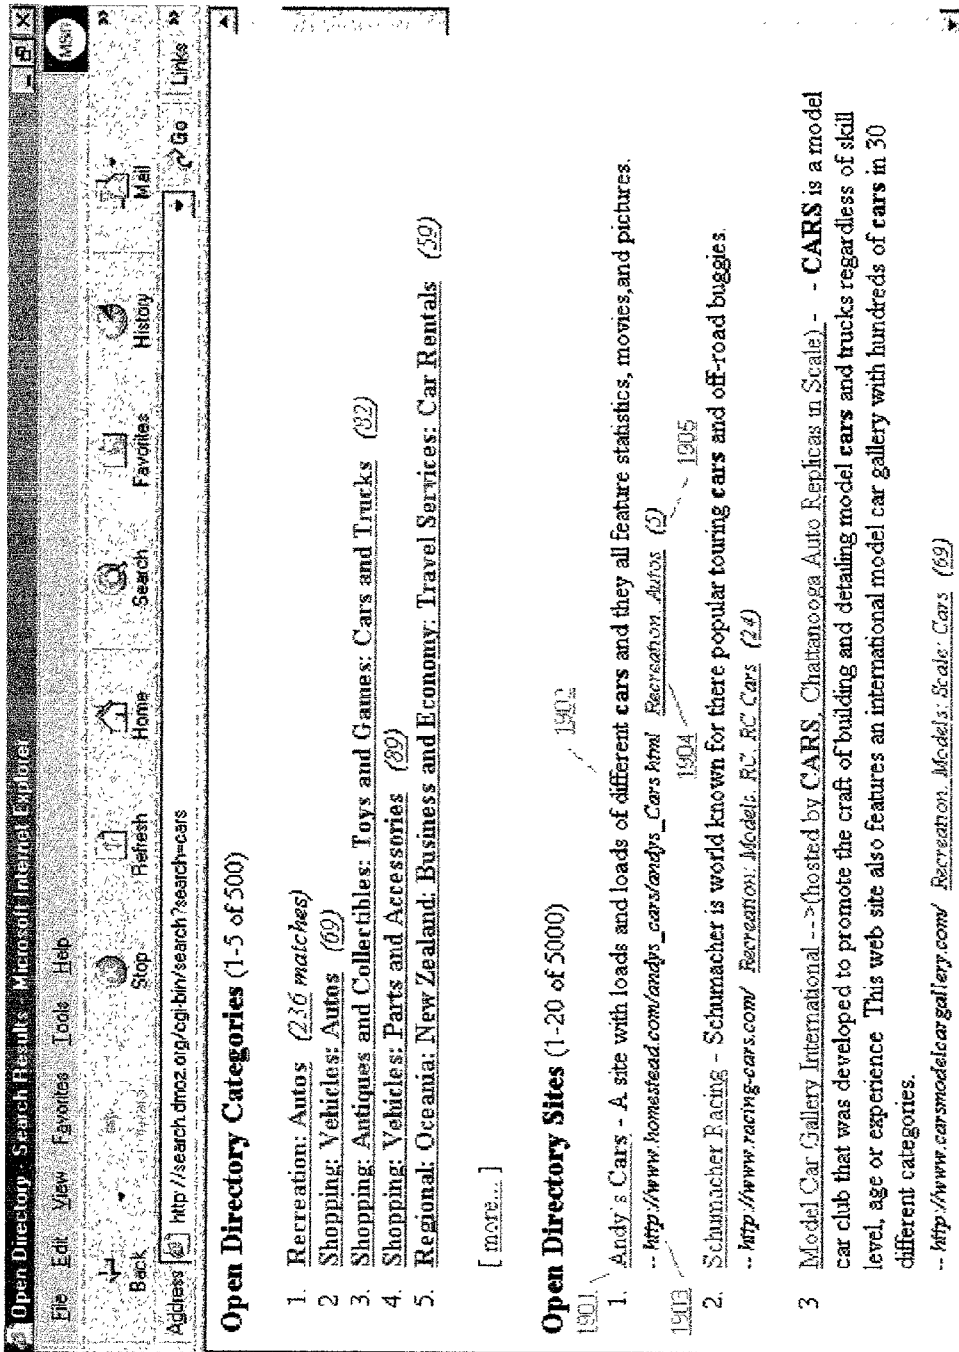 Open Directory - Search Results - Microsoft Internet Explorer
File Edit View Favorites Tools Help
msn
Back Stop Refresh Home Search Favorites History Mail
Address http://search.dmoz.org/cgi-bin/search?search=cars Go Links »
Open Directory Categories (1-5 of 500)
1. Recreation: Autos (236 matches)
2 Shopping: Vehicles: Autos (69)
3. Shopping: Antiques and Collectibles: Toys and Games: Cars and Trucks (82)
4. Shopping: Vehicles: Parts and Accessories (89)
5. Regional: Oceania: New Zealand: Business and Economy: Travel Services: Car Rentals (59)
[ more... ]
Open Directory Sites (1-20 of 5000)
1901
1902
1. Andy's Cars - A site with loads and loads of different cars and they all feature statistics, movies, and pictures.
-- http://www.homestead.com/andys_cars/andys_Cars.html Recreation: Autos (5)
1903
1904
1905
2. Schumacher Racing - Schumacher is world known for there popular touring cars and off-road buggies.
-- http://www.racing-cars.com/ Recreation: Models: RC: RC Cars (24)
3 Model Car Gallery International -->(hosted by CARS, Chattanooga Auto Replicas in Scale) - - CARS is a model
car club that was developed to promote the craft of building and detailing model cars and trucks regardless of skill
level, age or experience This web site also features an international model car gallery with hundreds of cars in 30
different categories.
-- http://www.carsmodelcargallery.com/ Recreation: Models: Scale: Cars (69)